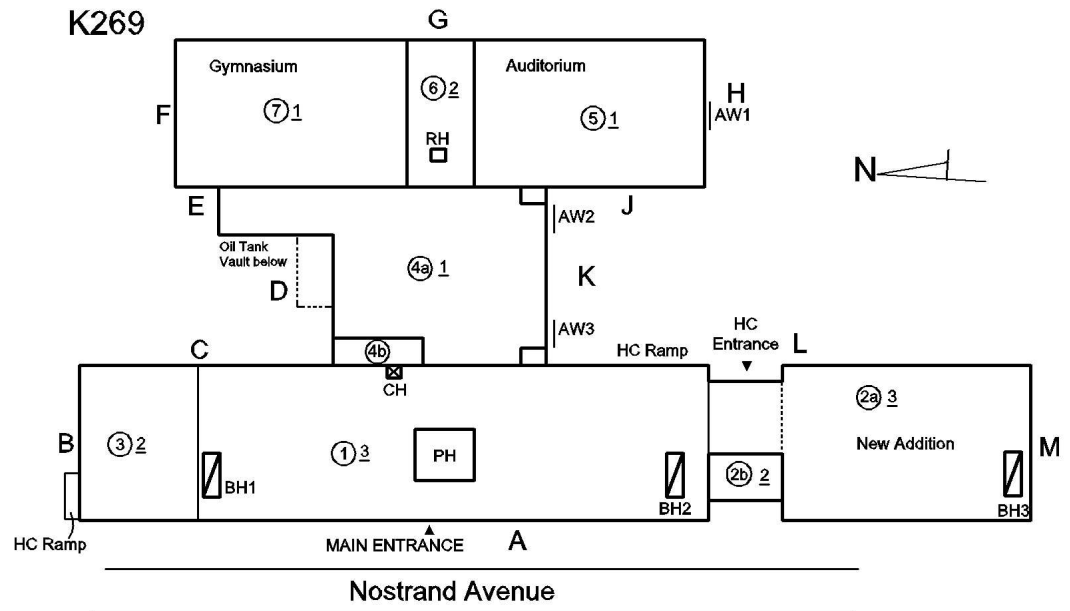 K269
G
Gymnasium
7 1
6 2
RH
Auditorium
5 1
F
H
AW1
N
E
J
AW2
Oil Tank
Vault below
4a 1
D
K
AW3
4b
C
CH
HC Ramp
HC
Entrance
L
2a 3
New Addition
B
3 2
1 3
PH
M
BH1
2b 2
BH2
BH3
HC Ramp
MAIN ENTRANCE
A
Nostrand Avenue